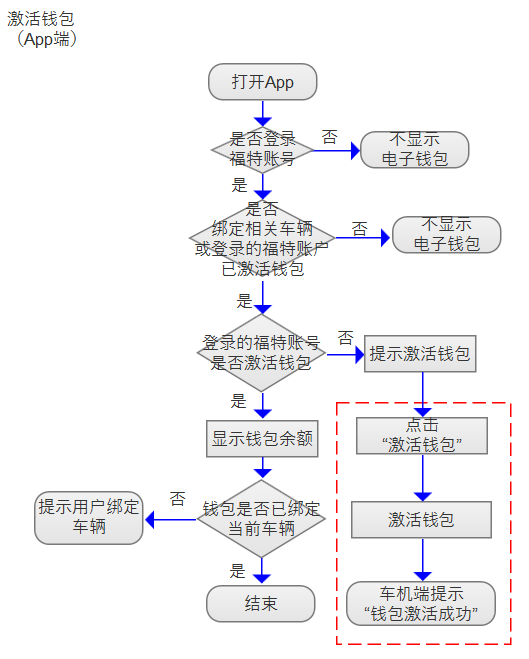 激活钱包
（App端）
打开App
是否登录
福特账号
否
不显示
电子钱包
是
是否
绑定相关车辆
或登录的福特账户
已激活钱包
否
不显示
电子钱包
是
登录的福特账号
是否激活钱包
否
提示激活钱包
是
显示钱包余额
点击
“激活钱包”
钱包是否已绑定
当前车辆
否
提示用户绑定
车辆
激活钱包
是
结束
车机端提示
“钱包激活成功”